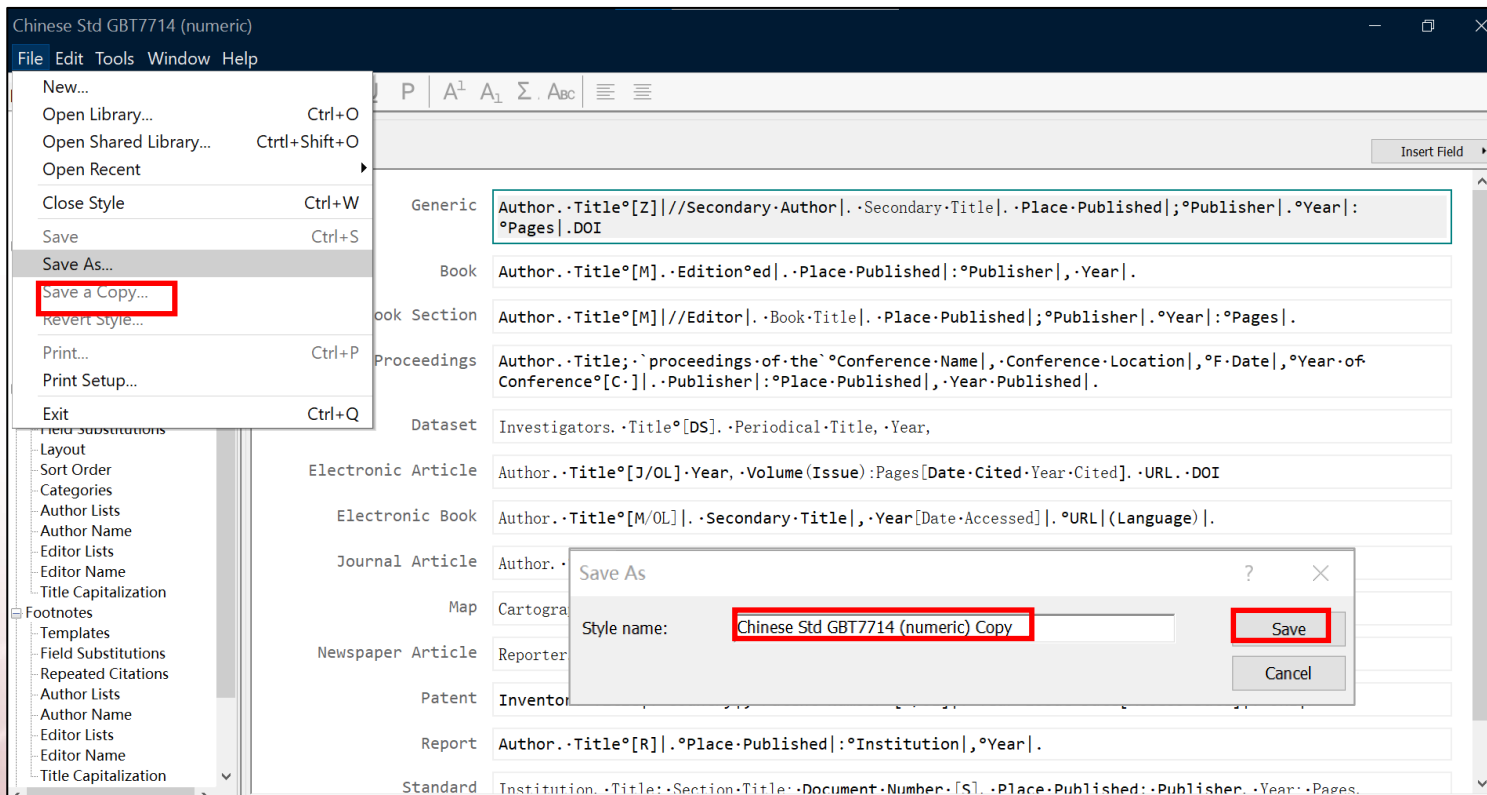 Chinese Std GBT7714 (numeric)
File Edit Tools Window Help
New...
Open Library... Ctrl+O
Open Shared Library... Ctrtl+Shift+O
Open Recent
Close Style Ctrl+W
Save Ctrl+S
Save As...
Save a Copy...
Revert Style...
Print... Ctrl+P
Print Setup...
Exit Ctrl+Q
P A¹ A₁ Σ ABC
Insert Field
Field Substitutions
Layout
Sort Order
Categories
Author Lists
Author Name
Editor Lists
Editor Name
Title Capitalization
Footnotes
Templates
Field Substitutions
Repeated Citations
Author Lists
Author Name
Editor Lists
Editor Name
Title Capitalization
Generic Author.·Title°[Z]|//Secondary·Author|.·Secondary·Title|.·Place·Published|;°Publisher|.°Year|:
°Pages|.DOI
Book Author.·Title°[M].·Edition°ed|.·Place·Published|:°Publisher|,·Year|.
ook Section Author.·Title°[M]|//Editor|.·Book·Title|.·Place·Published|;°Publisher|.°Year|:°Pages|.
Proceedings Author.·Title;·`proceedings·of·the`°Conference·Name|,·Conference·Location|,°F·Date|,°Year·of·
Conference°[C·]|.·Publisher|:°Place·Published|,·Year·Published|.
Dataset Investigators.·Title°[DS].·Periodical·Title,·Year,
Electronic Article Author.·Title°[J/OL]·Year,·Volume(Issue):Pages[Date·Cited·Year·Cited].·URL.·DOI
Electronic Book Author.·Title°[M/OL]|.·Secondary·Title|,·Year[Date·Accessed]|.°URL|(Language)|.
Journal Article Author.·
Map Cartogra
Newspaper Article Reporter
Patent Inventor
Report Author.·Title°[R]|.°Place·Published|:°Institution|,°Year|.
Standard Institution.·Title:·Section·Title:·Document·Number·[S].·Place·Published:·Publisher.·Year:·Pages.
Save As ?
Style name: Chinese Std GBT7714 (numeric) Copy Save
Cancel